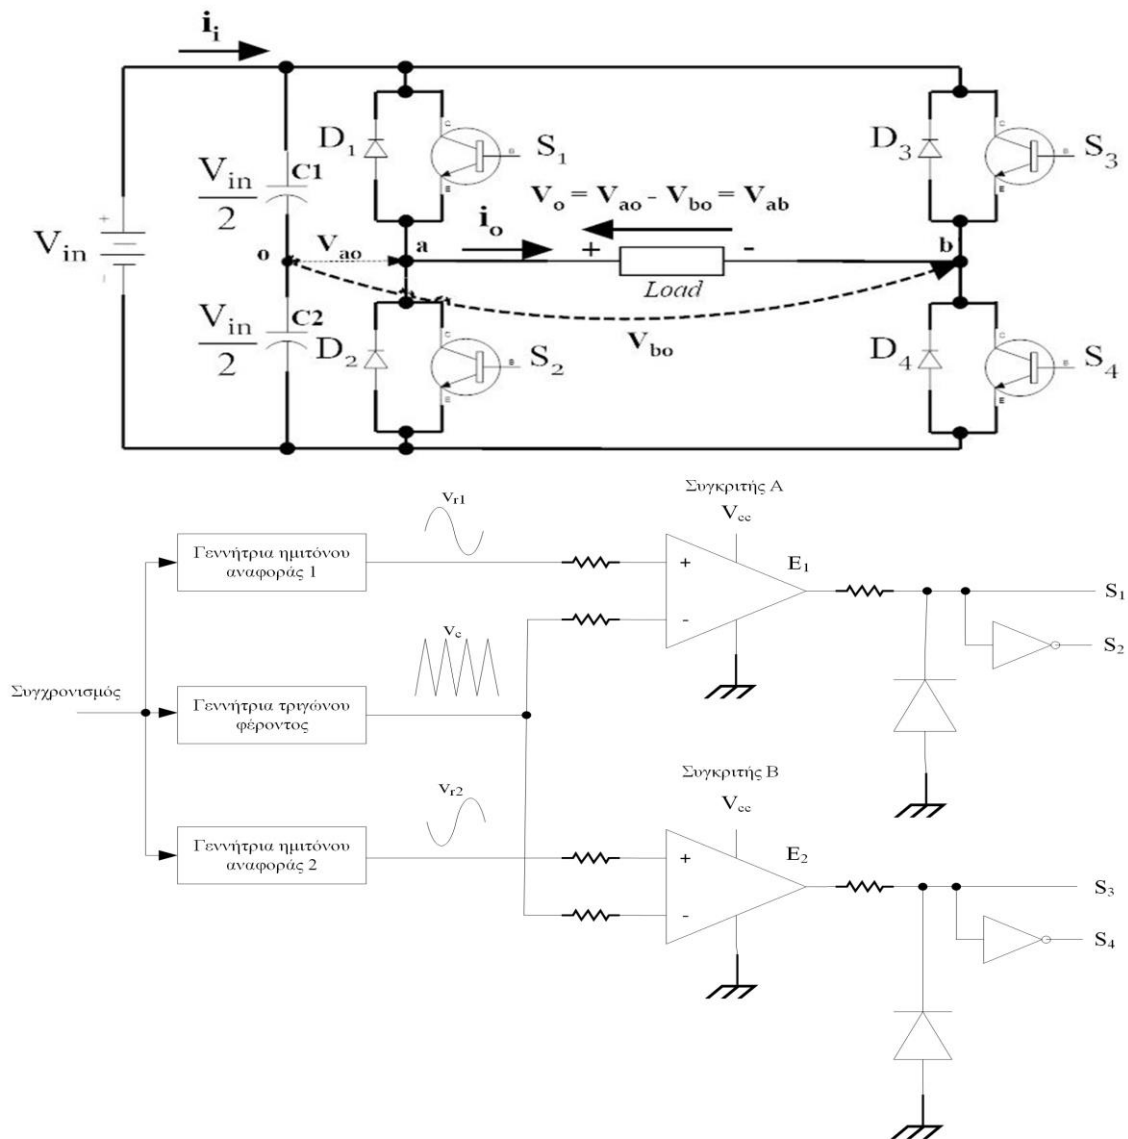 i_i
D_1
S_1
D_3
S_3
V_in/2
C1
V_o = V_ao - V_bo = V_ab
V_in
+
-
o
V_ao
a
i_o
+
-
b
Load
V_in/2
C2
V_bo
D_2
S_2
D_4
S_4
C
B
E
C
B
E
C
B
E
C
B
E
Συγκριτής Α
V_cc
v_r1
Γεννήτρια ημιτόνου
αναφοράς 1
+
-
E_1
S_1
S_2
v_c
Συγχρονισμός
Γεννήτρια τριγώνου
φέροντος
Συγκριτής Β
V_cc
v_r2
Γεννήτρια ημιτόνου
αναφοράς 2
+
-
E_2
S_3
S_4